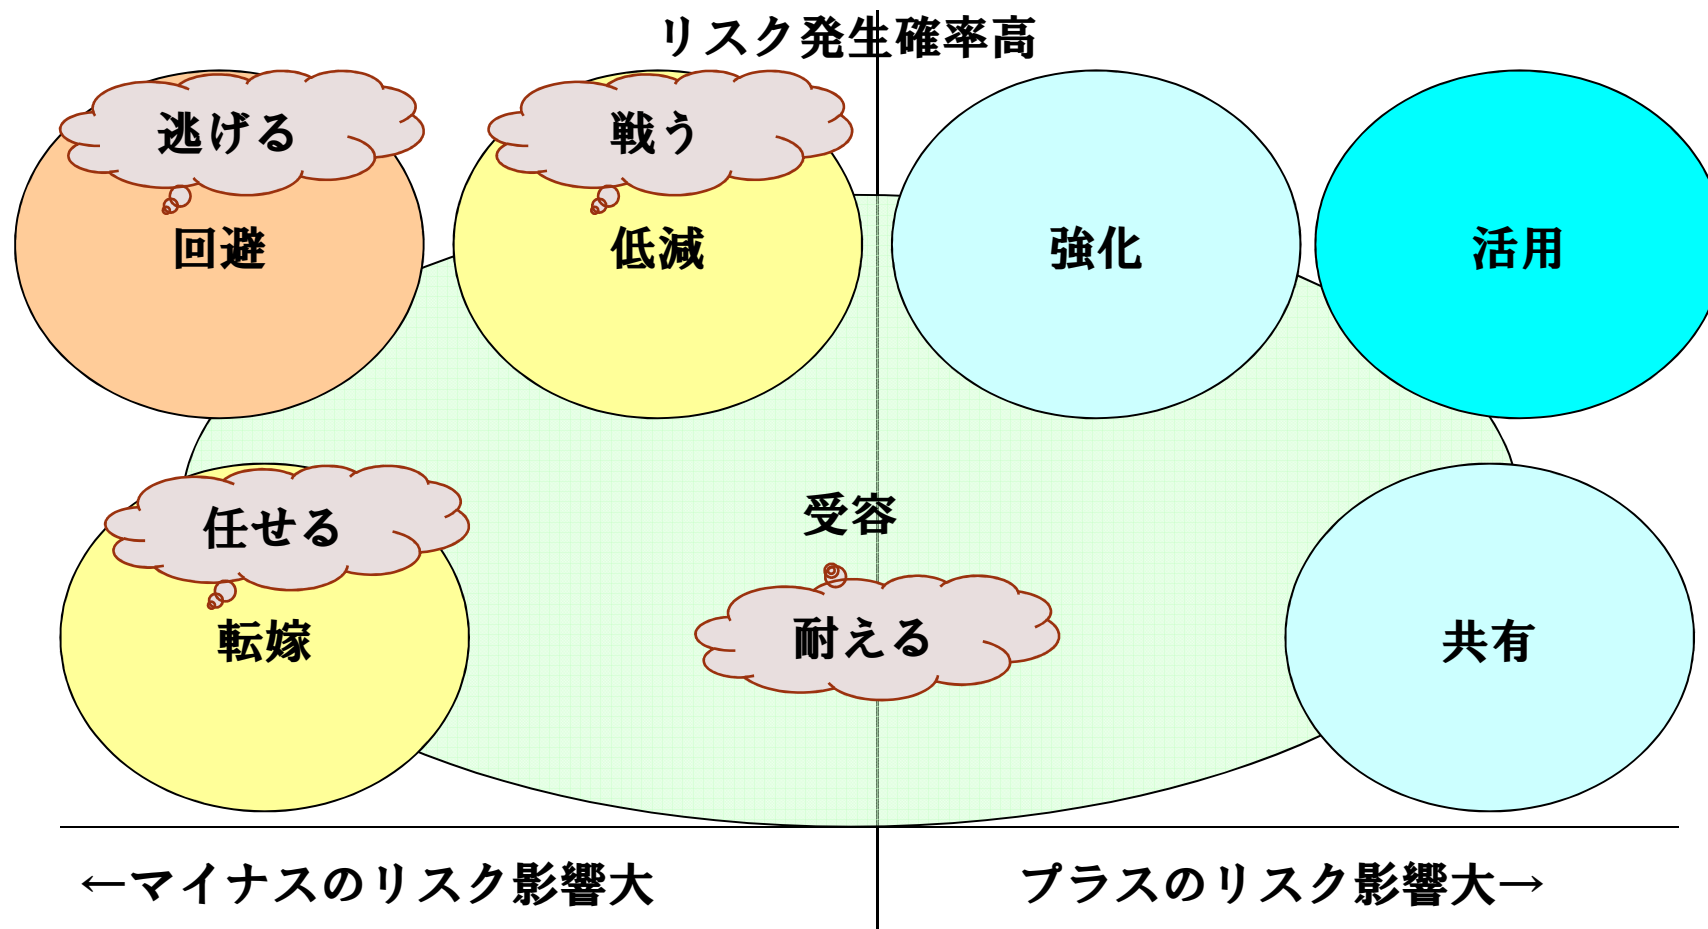 リスク発生確率高
逃げる
戦う
回避
低減
強化
活用
任せる
受容
転嫁
耐える
共有
←マイナスのリスク影響大
プラスのリスク影響大→